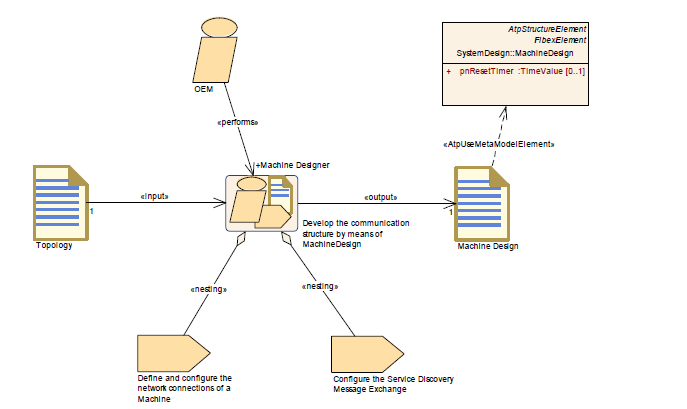 AtpStructureElement
FibexElement
SystemDesign::MachineDesign
+ pnResetTimer :TimeValue [0..1]
OEM
«performs»
«AtpUseMetaModelElement»
+Machine Designer
«input»
«output»
1
1
Topology
Develop the communication
structure by means of
MachineDesign
Machine Design
«nesting»
«nesting»
Define and configure the
network connections of a
Machine
Configure the Service Discovery
Message Exchange